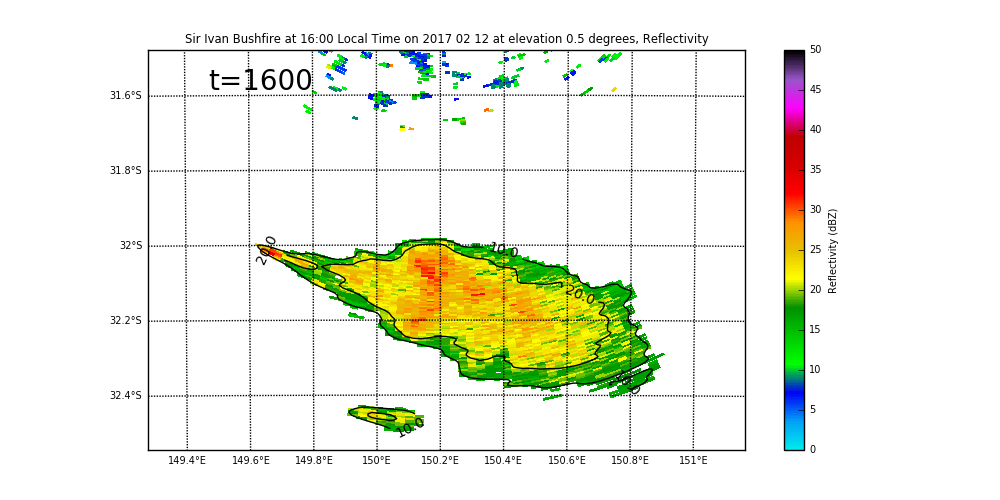 Sir Ivan Bushfire at 16:00 Local Time on 2017 02 12 at elevation 0.5 degrees, Reflectivity
t=1600
31.6°S
31.8°S
32°S
32.2°S
32.4°S
149.4°E 149.6°E 149.8°E 150°E 150.2°E 150.4°E 150.6°E 150.8°E 151°E
20.0
10.0
20.0
10.0
50
45
40
35
30
25
20
15
10
5
0
Reflectivity (dBZ)